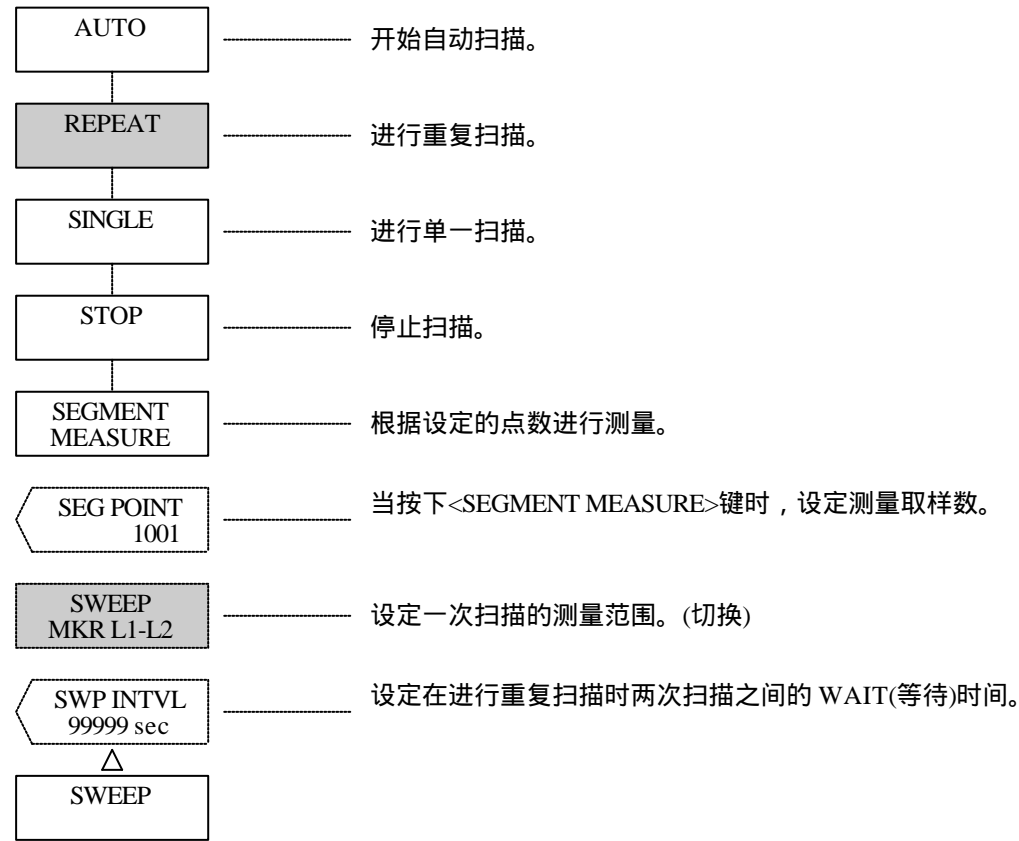 AUTO
开始自动扫描。
REPEAT
进行重复扫描。
SINGLE
进行单一扫描。
STOP
停止扫描。
SEGMENT
MEASURE
根据设定的点数进行测量。
SEG POINT
1001
当按下<SEGMENT MEASURE>键时，设定测量取样数。
SWEEP
MKR L1-L2
设定一次扫描的测量范围。(切换)
SWP INTVL
99999 sec
设定在进行重复扫描时两次扫描之间的 WAIT(等待)时间。
SWEEP